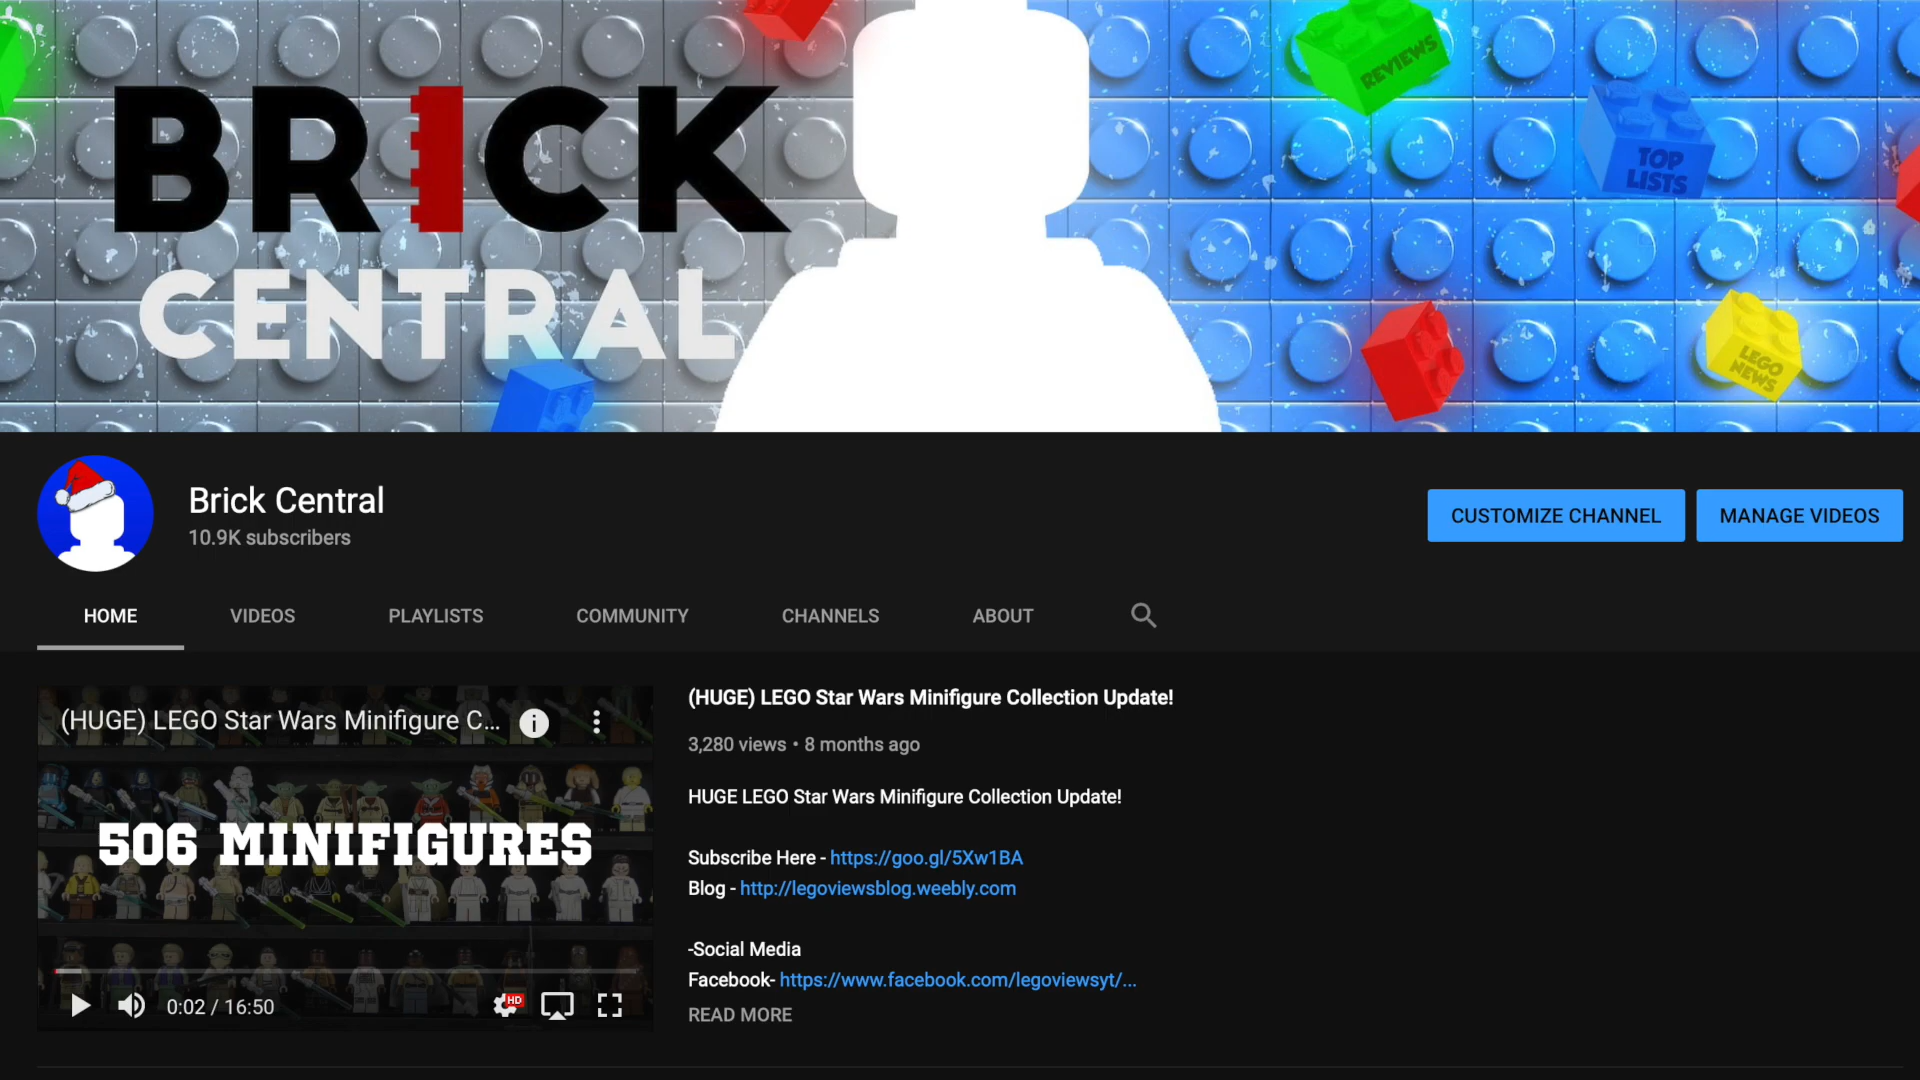 BRICK
CENTRAL
REVIEWS
TOP
LISTS
LEGO
NEWS
Brick Central
10.9K subscribers
CUSTOMIZE CHANNEL
MANAGE VIDEOS
HOME
VIDEOS
PLAYLISTS
COMMUNITY
CHANNELS
ABOUT
(HUGE) LEGO Star Wars Minifigure C...
506 MINIFIGURES
0:02 / 16:50
HD
(HUGE) LEGO Star Wars Minifigure Collection Update!
3,280 views • 8 months ago
HUGE LEGO Star Wars Minifigure Collection Update!
Subscribe Here - https://goo.gl/5Xw1BA
Blog - http://legoviewsblog.weebly.com
-Social Media
Facebook- https://www.facebook.com/legoviewsyt/...
READ MORE